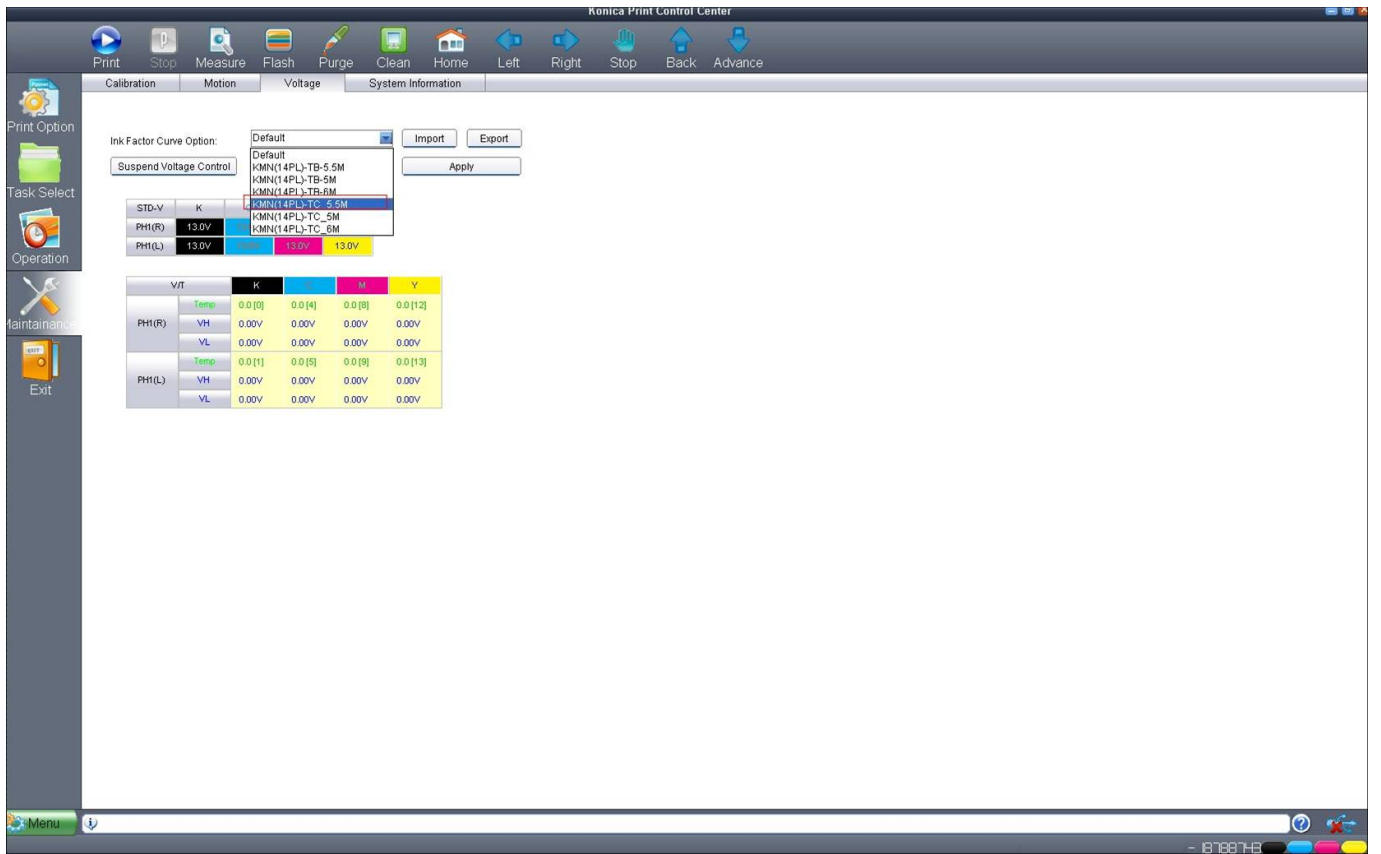 Konica Print Control Center
Print Stop Measure Flash Purge Clean Home Left Right Stop Back Advance
Calibration Motion Voltage System Information
Print Option
Task Select
Operation
Maintainance
Exit
Ink Factor Curve Option: Default Import Export
Suspend Voltage Control Apply
Default
KMN(14PL)-TB-5.5M
KMN(14PL)-TB-5M
KMN(14PL)-TB-6M
KMN(14PL)-TC_5.5M
KMN(14PL)-TC_5M
KMN(14PL)-TC_6M
STD-V K
PH1(R) 13.0V
PH1(L) 13.0V 13.0V 13.0V
V/T K M Y
PH1(R)
Temp 0.0 [0] 0.0 [4] 0.0 [8] 0.0 [12]
VH 0.00V 0.00V 0.00V 0.00V
VL 0.00V 0.00V 0.00V 0.00V
PH1(L)
Temp 0.0 [1] 0.0 [5] 0.0 [9] 0.0 [13]
VH 0.00V 0.00V 0.00V 0.00V
VL 0.00V 0.00V 0.00V 0.00V
Menu